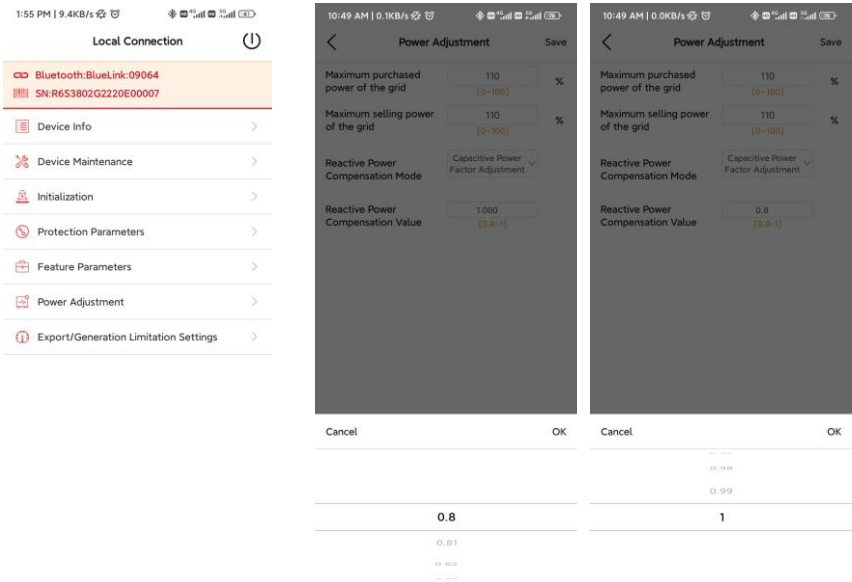 1:55 PM | 9.4KB/s
Local Connection
Bluetooth:BlueLink:09064
SN:R6S3802G2220E00007
Device Info
Device Maintenance
Initialization
Protection Parameters
Feature Parameters
Power Adjustment
Export/Generation Limitation Settings
10:49 AM | 0.1KB/s
Power Adjustment Save
Maximum purchased
power of the grid
110
[0~100]
%
Maximum selling power
of the grid
110
[0~100]
%
Reactive Power
Compensation Mode
Capacitive Power
Factor Adjustment
Reactive Power
Compensation Value
1.000
[0.8~1]
Cancel OK
0.8
0.81
0.82
10:49 AM | 0.0KB/s
Power Adjustment Save
Maximum purchased
power of the grid
110
[0~100]
%
Maximum selling power
of the grid
110
[0~100]
%
Reactive Power
Compensation Mode
Capacitive Power
Factor Adjustment
Reactive Power
Compensation Value
0.8
[0.8~1]
Cancel OK
0.98
0.99
1